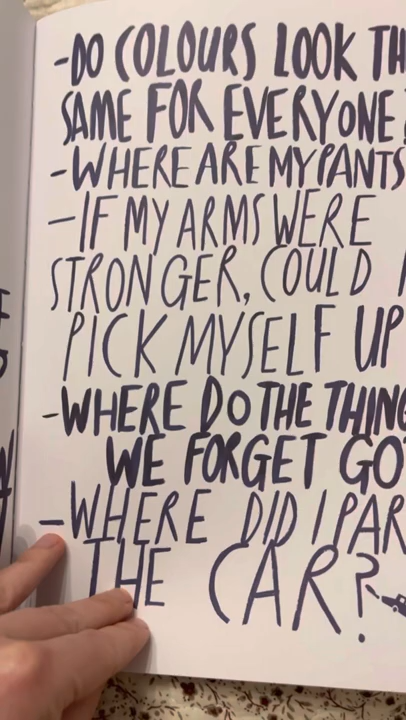 -DO COLOURS LOOK TH
SAME FOR EVERYONE?
-WHERE ARE MY PANTS
-IF MY ARMS WERE
STRONGER, COULD I
PICK MYSELF UP
-WHERE DO THE THING
WE FORGET GO?
-WHERE DID I PAR
THE CAR?